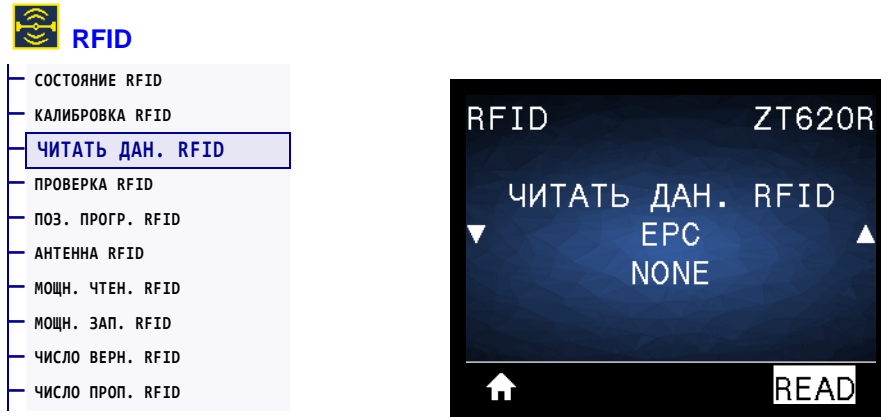 RFID
СОСТОЯНИЕ RFID
КАЛИБРОВКА RFID
ЧИТАТЬ ДАН. RFID
ПРОВЕРКА RFID
ПОЗ. ПРОГР. RFID
АНТЕННА RFID
МОЩН. ЧТЕН. RFID
МОЩН. ЗАП. RFID
ЧИСЛО ВЕРН. RFID
ЧИСЛО ПРОП. RFID
RFID ZT620R
ЧИТАТЬ ДАН. RFID
EPC
NONE
READ